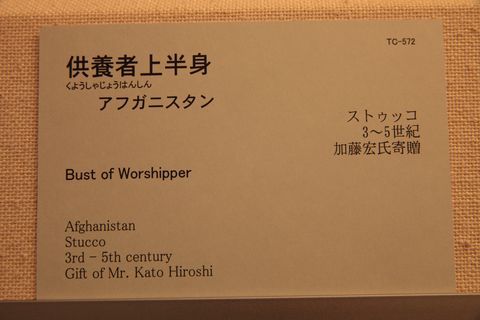 TC-572
供養者上半身
くようしゃじょうはんしん
アフガニスタン
ストゥッコ
3～5世紀
加藤宏氏寄贈
Bust of Worshipper
Afghanistan
Stucco
3rd - 5th century
Gift of Mr. Kato Hiroshi